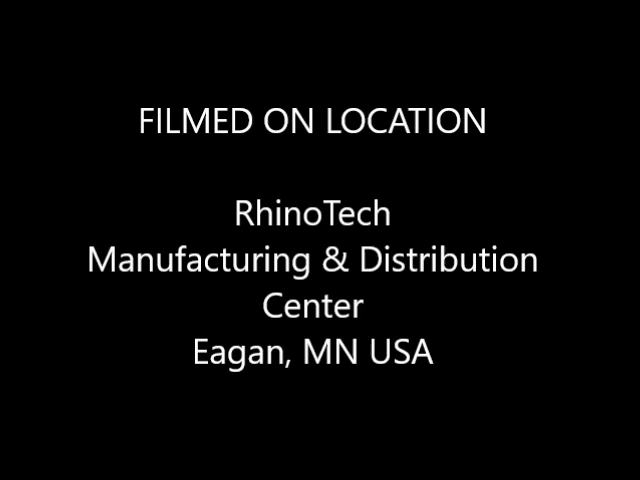 FILMED ON LOCATION
RhinoTech
Manufacturing & Distribution
Center
Eagan, MN USA